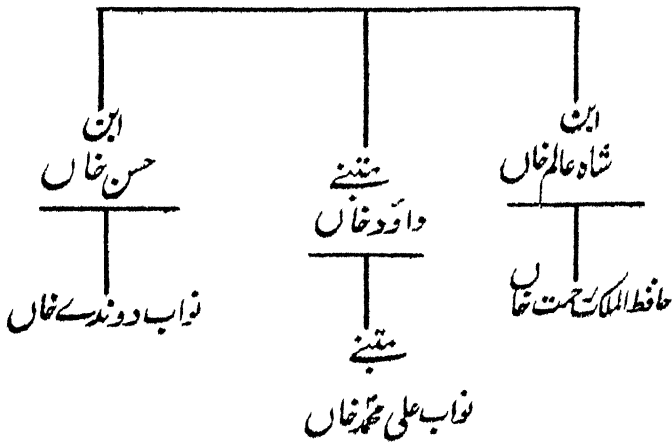 ابن
شاہ عالم خاں
حافظ الملک رحمت خاں
متبنے
داؤد خاں
متبنے
نواب علی محمد خاں
ابن
حسن خاں
نواب دوندے خاں